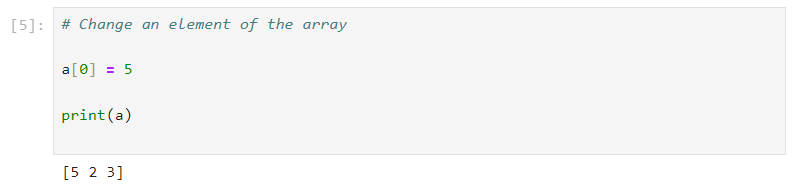 [5]: # Change an element of the array
a[0] = 5
print(a)
[5 2 3]